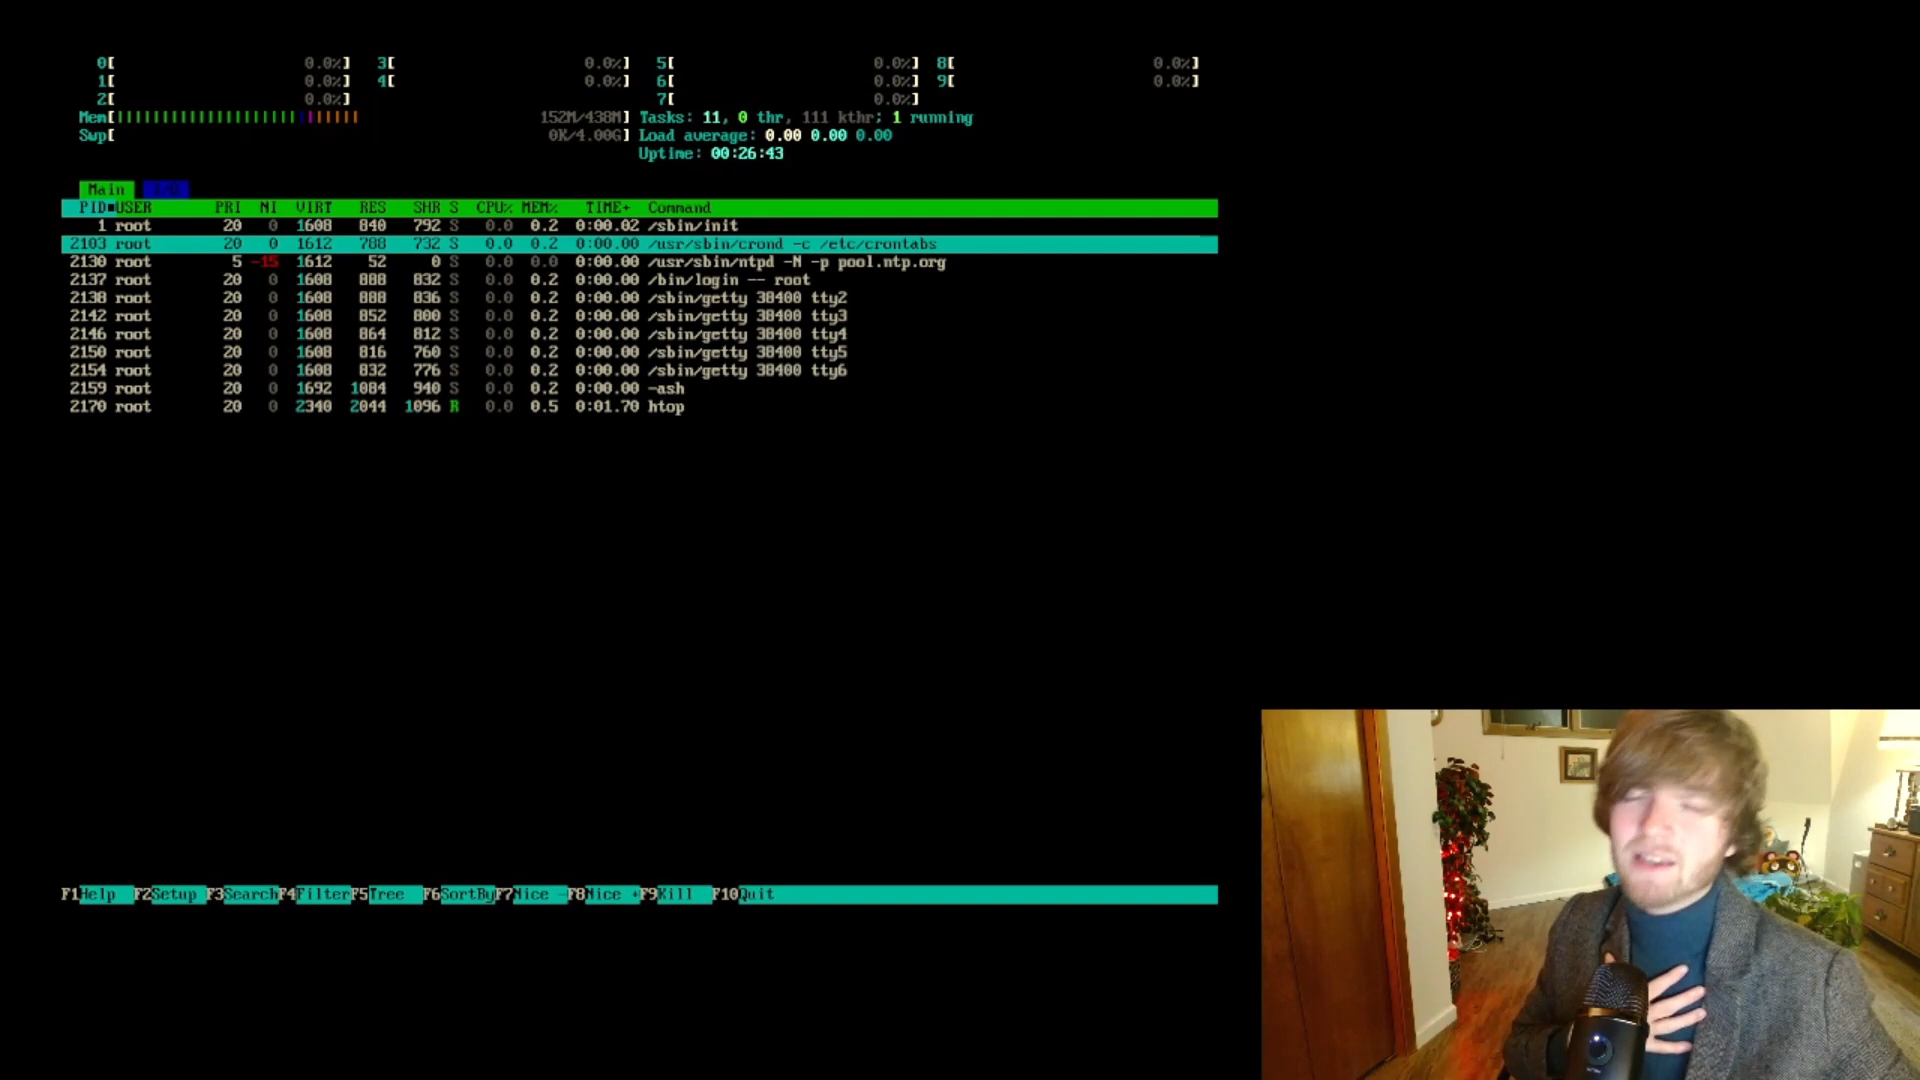 0[ 0.0%] 3[ 0.0%] 5[ 0.0%] 8[ 0.0%]
1[ 0.0%] 4[ 0.0%] 6[ 0.0%] 9[ 0.0%]
2[ 0.0%] 7[ 0.0%]
Mem[|||||||||||||||||||||||||||152M/438M] Tasks: 11, 0 thr, 111 kthr; 1 running
Swp[ 0K/4.00G] Load average: 0.00 0.00 0.00
Uptime: 00:26:43
Main I/O
PID USER PRI NI VIRT RES SHR S CPU% MEM% TIME+ Command
1 root 20 0 1608 840 792 S 0.0 0.2 0:00.02 /sbin/init
2103 root 20 0 1612 788 732 S 0.0 0.2 0:00.00 /usr/sbin/crond -c /etc/crontabs
2130 root 5 -15 1612 52 0 S 0.0 0.0 0:00.00 /usr/sbin/ntpd -N -p pool.ntp.org
2137 root 20 0 1608 888 832 S 0.0 0.2 0:00.00 /bin/login -- root
2138 root 20 0 1608 888 836 S 0.0 0.2 0:00.00 /sbin/getty 38400 tty2
2142 root 20 0 1608 852 800 S 0.0 0.2 0:00.00 /sbin/getty 38400 tty3
2146 root 20 0 1608 864 812 S 0.0 0.2 0:00.00 /sbin/getty 38400 tty4
2150 root 20 0 1608 816 760 S 0.0 0.2 0:00.00 /sbin/getty 38400 tty5
2154 root 20 0 1608 832 776 S 0.0 0.2 0:00.00 /sbin/getty 38400 tty6
2159 root 20 0 1692 1084 940 S 0.0 0.2 0:00.00 -ash
2170 root 20 0 2340 2044 1096 R 0.0 0.5 0:01.70 htop
F1Help F2Setup F3SearchF4FilterF5Tree F6SortByF7Nice -F8Nice +F9Kill F10Quit